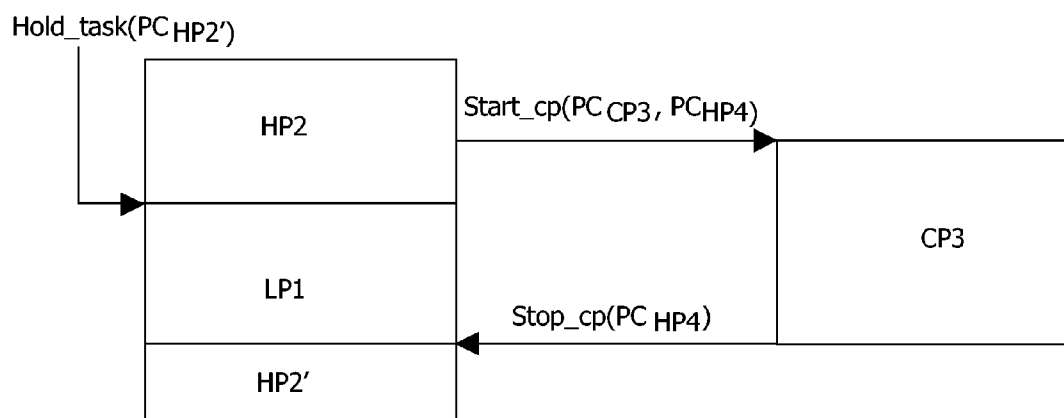 Hold_task(PC HP2')
HP2
Start_cp(PC CP3, PC HP4)
CP3
LP1
Stop_cp(PC HP4)
HP2'